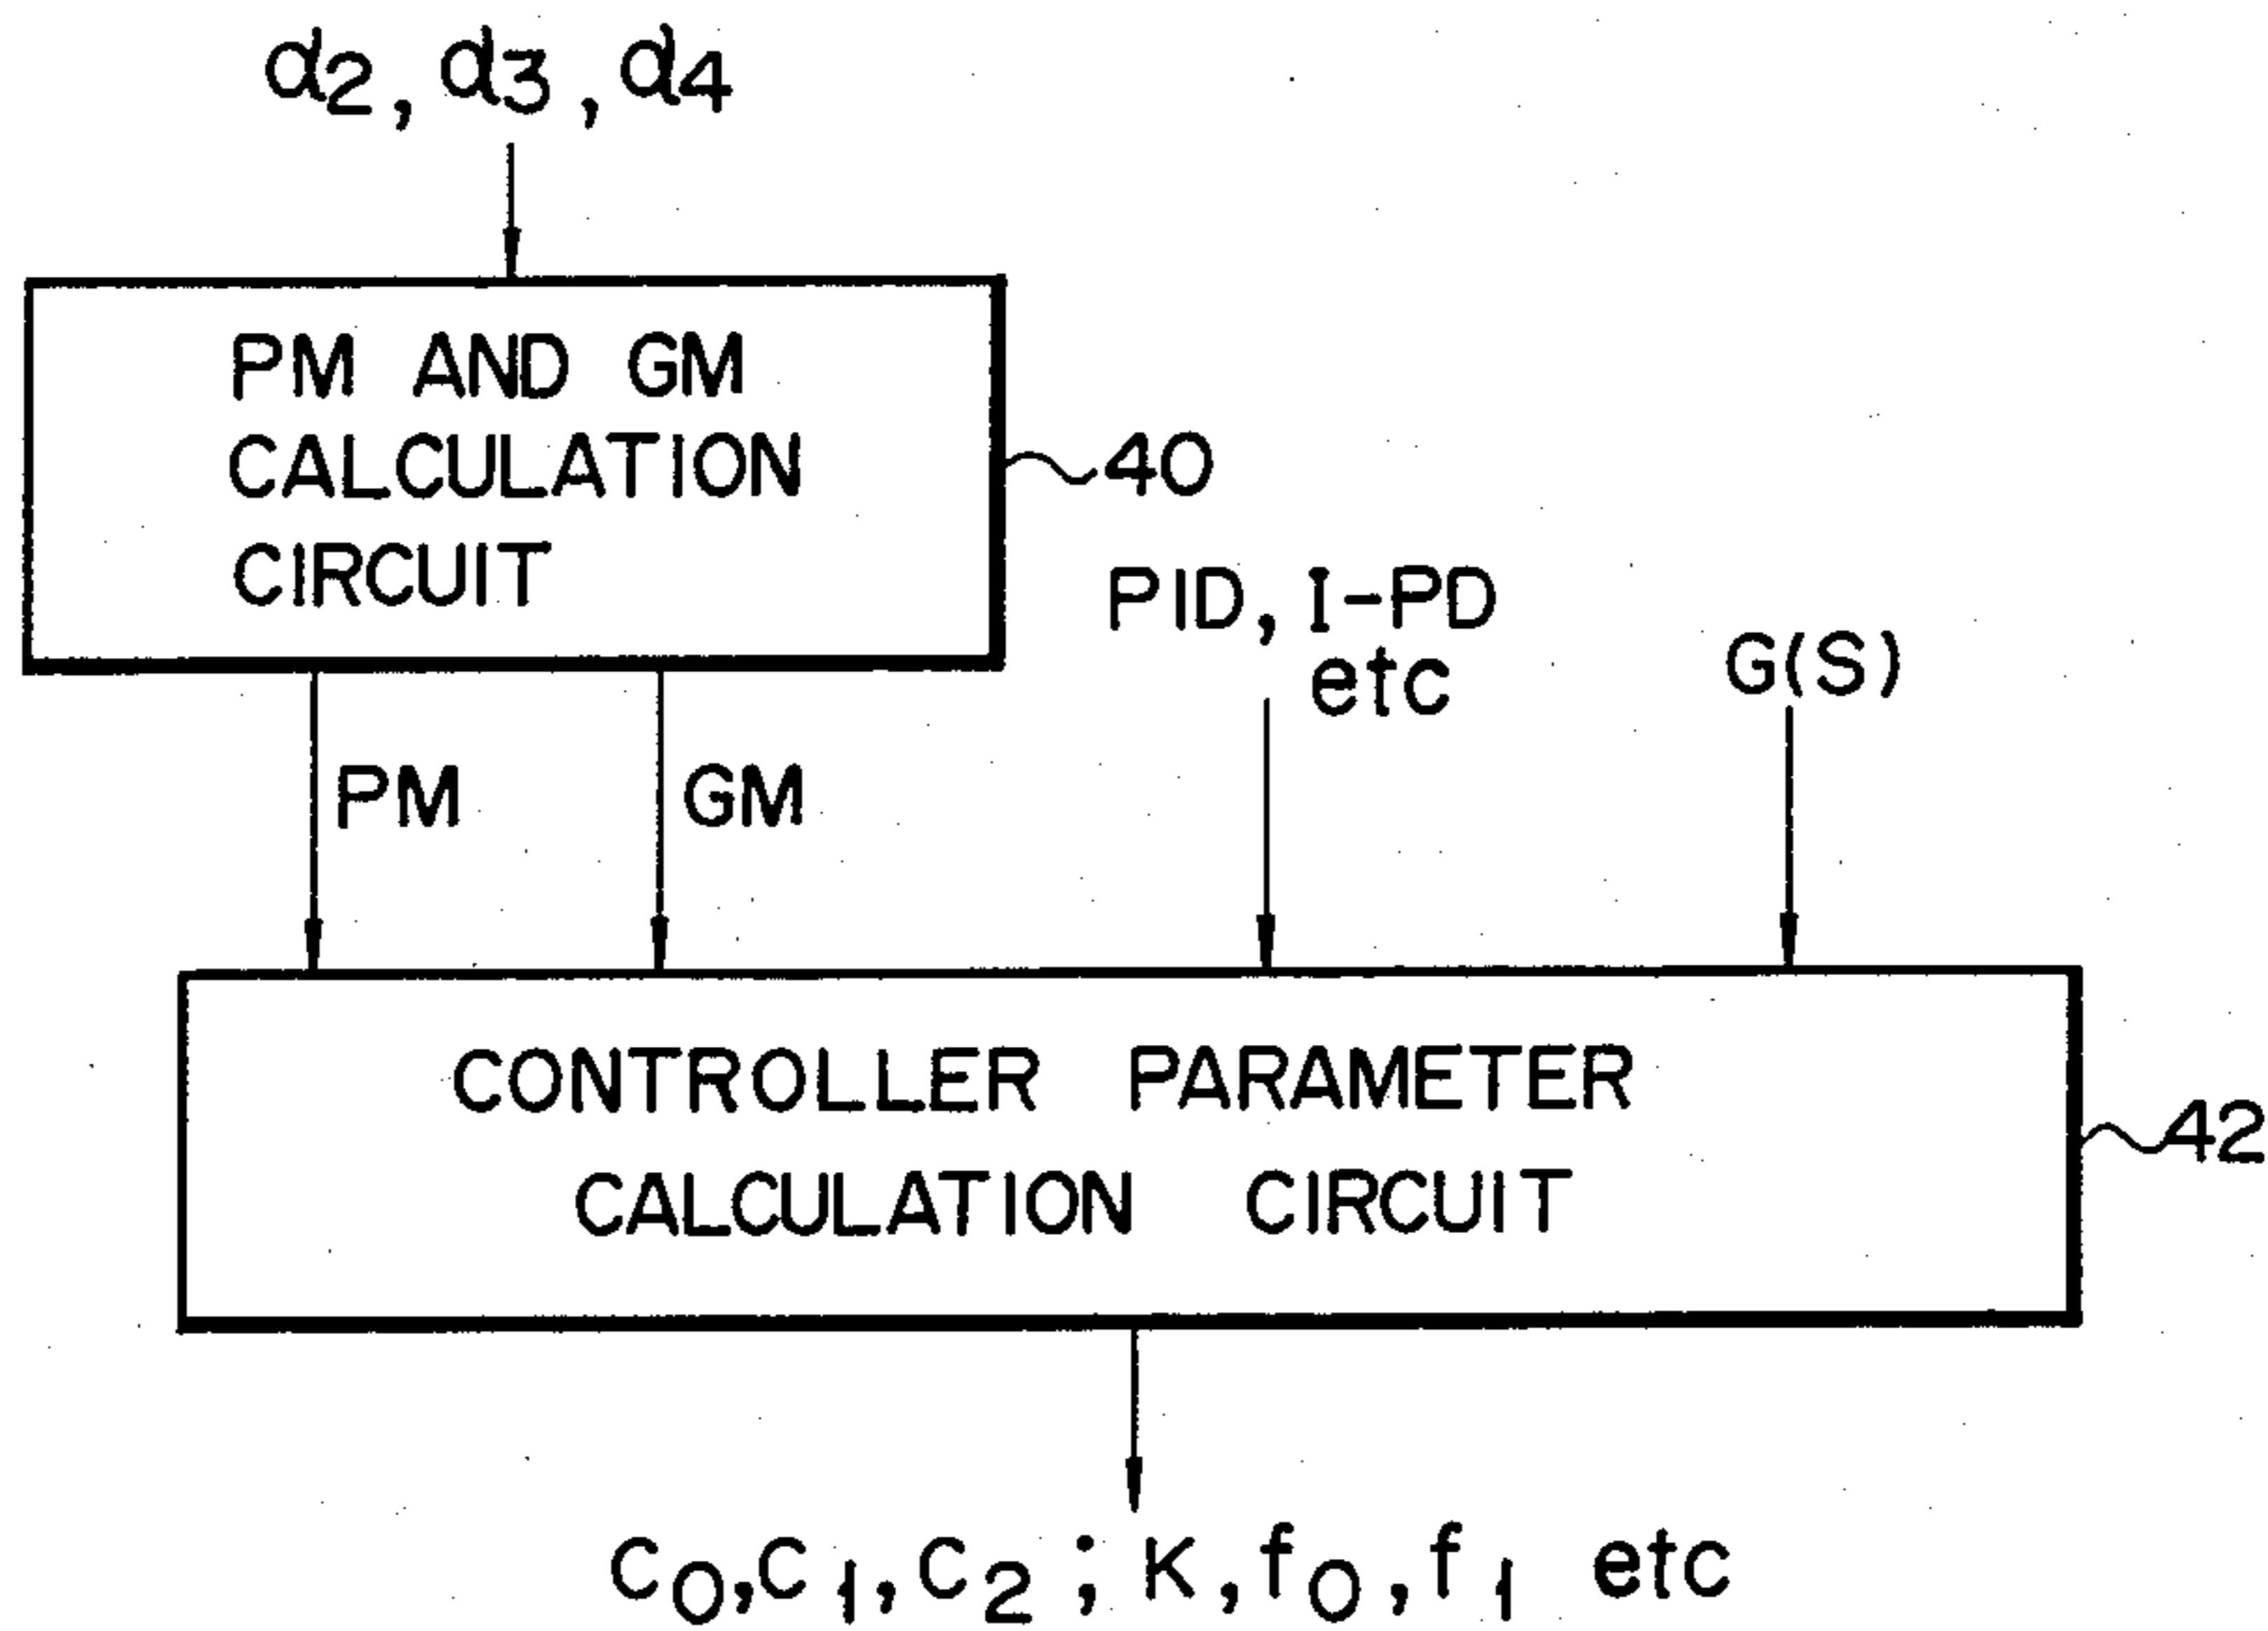 α2, α3, α4
PM AND GM
CALCULATION
CIRCUIT
40
PID, I-PD
etc
G(S)
PM
GM
CONTROLLER PARAMETER
CALCULATION CIRCUIT
42
C0, C1, C2 ; K, f0, f1 etc